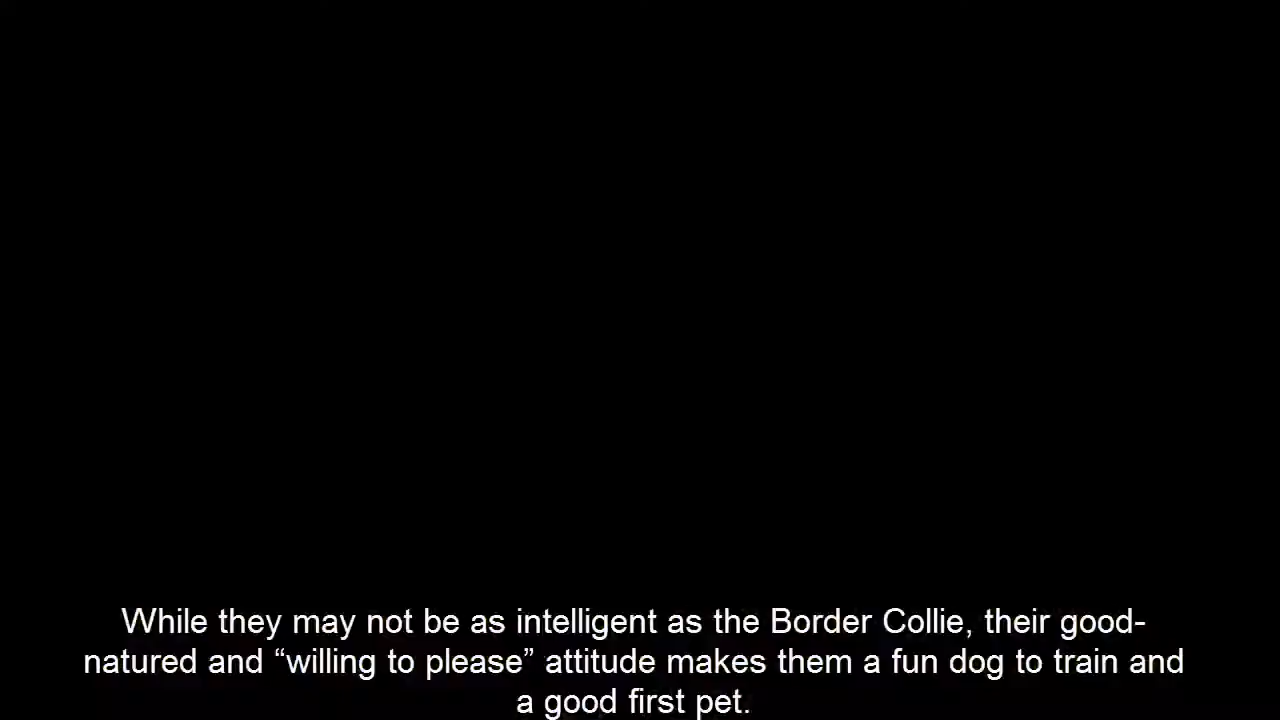 While they may not be as intelligent as the Border Collie, their good-
natured and “willing to please” attitude makes them a fun dog to train and
a good first pet.